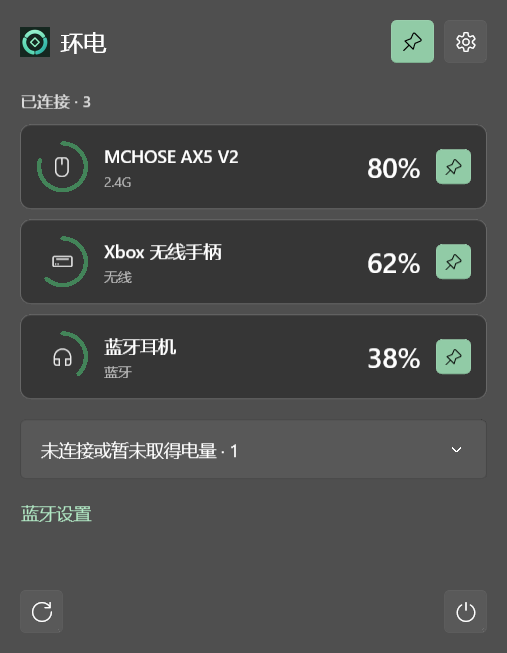 环电
已连接 · 3
MCHOSE AX5 V2
2.4G
80%
Xbox 无线手柄
无线
62%
蓝牙耳机
蓝牙
38%
未连接或暂未取得电量 · 1
蓝牙设置